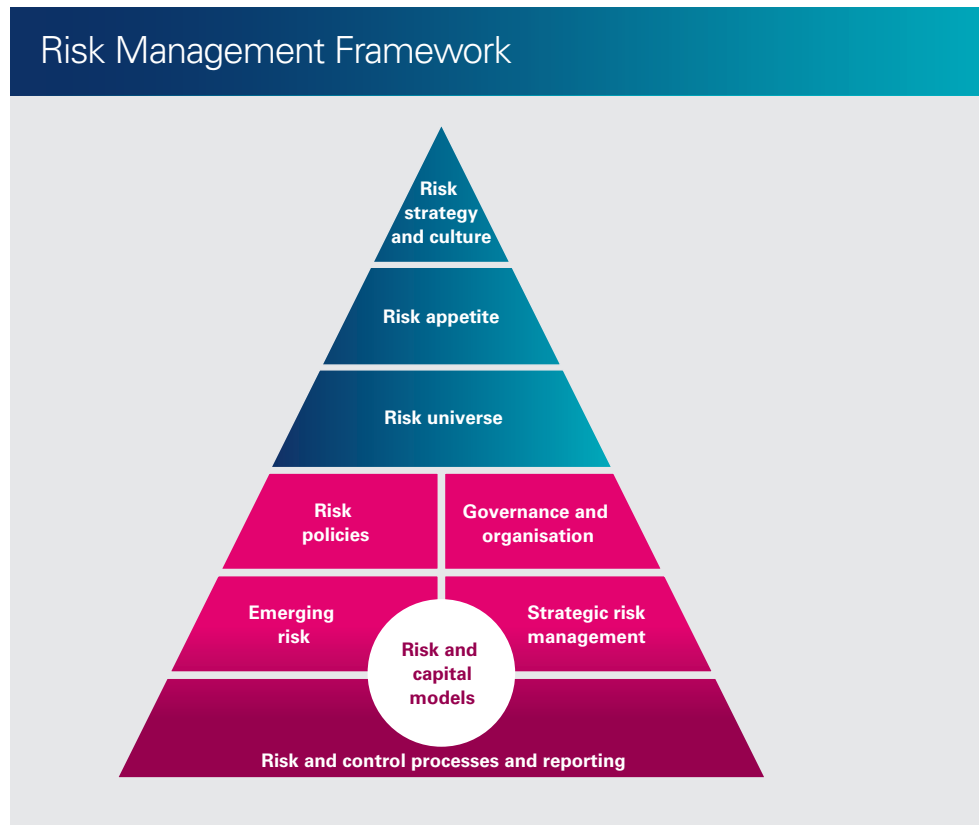 Risk Management Framework
Risk
strategy
and culture
Risk appetite
Risk universe
Risk
policies
Governance and
organisation
Emerging
risk
Strategic risk
management
Risk and
capital
models
Risk and control processes and reporting